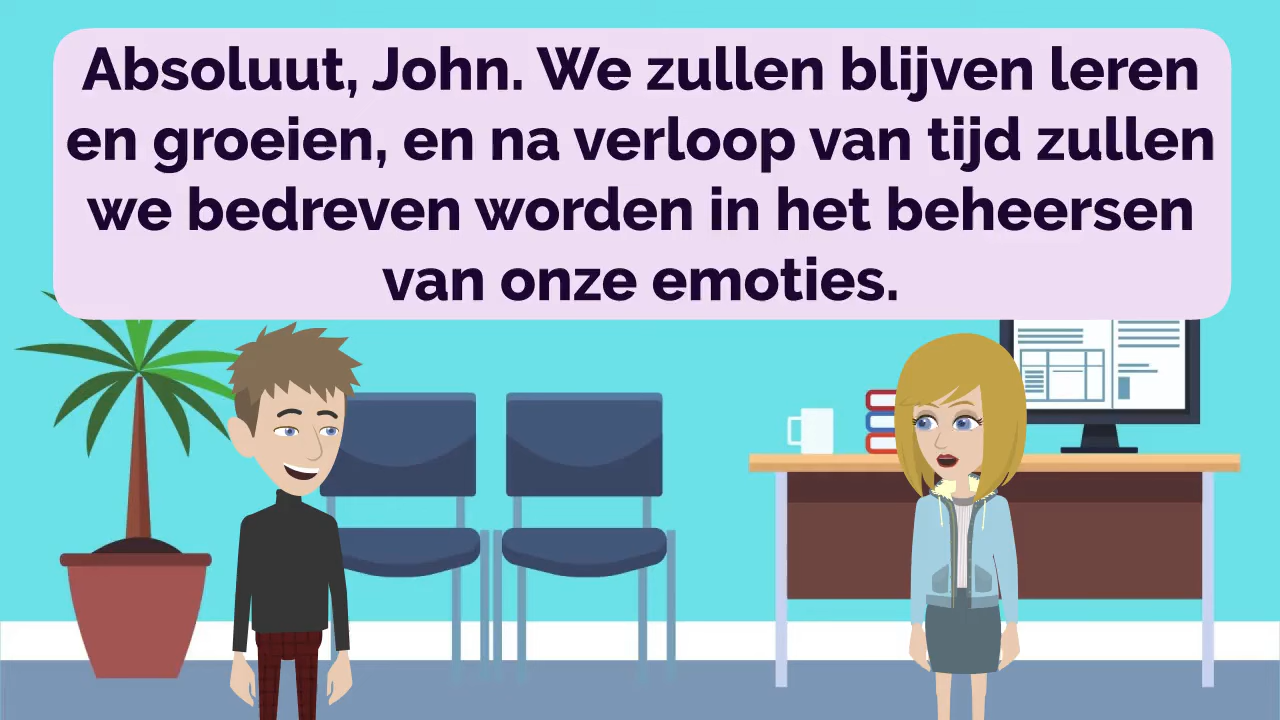 Absoluut, John. We zullen blijven leren
en groeien, en na verloop van tijd zullen
we bedreven worden in het beheersen
van onze emoties.